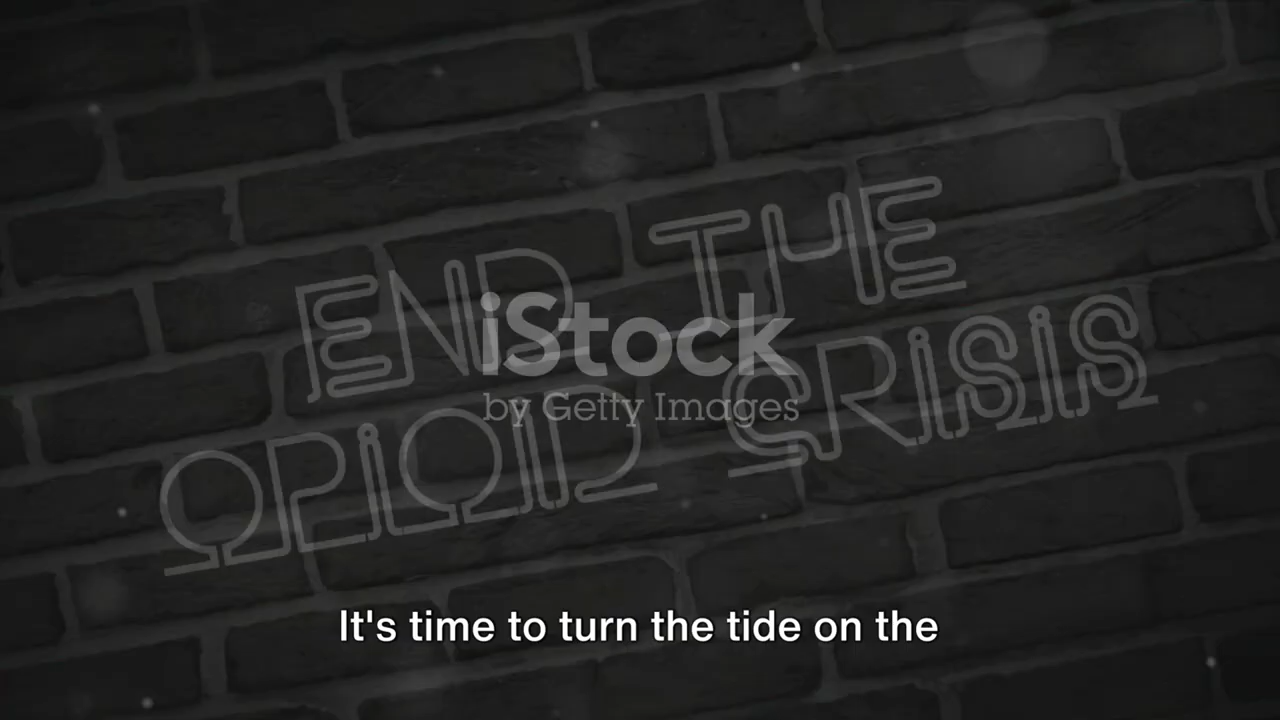 END THE
OPIOID CRISIS
iStock
by Getty Images
It's time to turn the tide on the